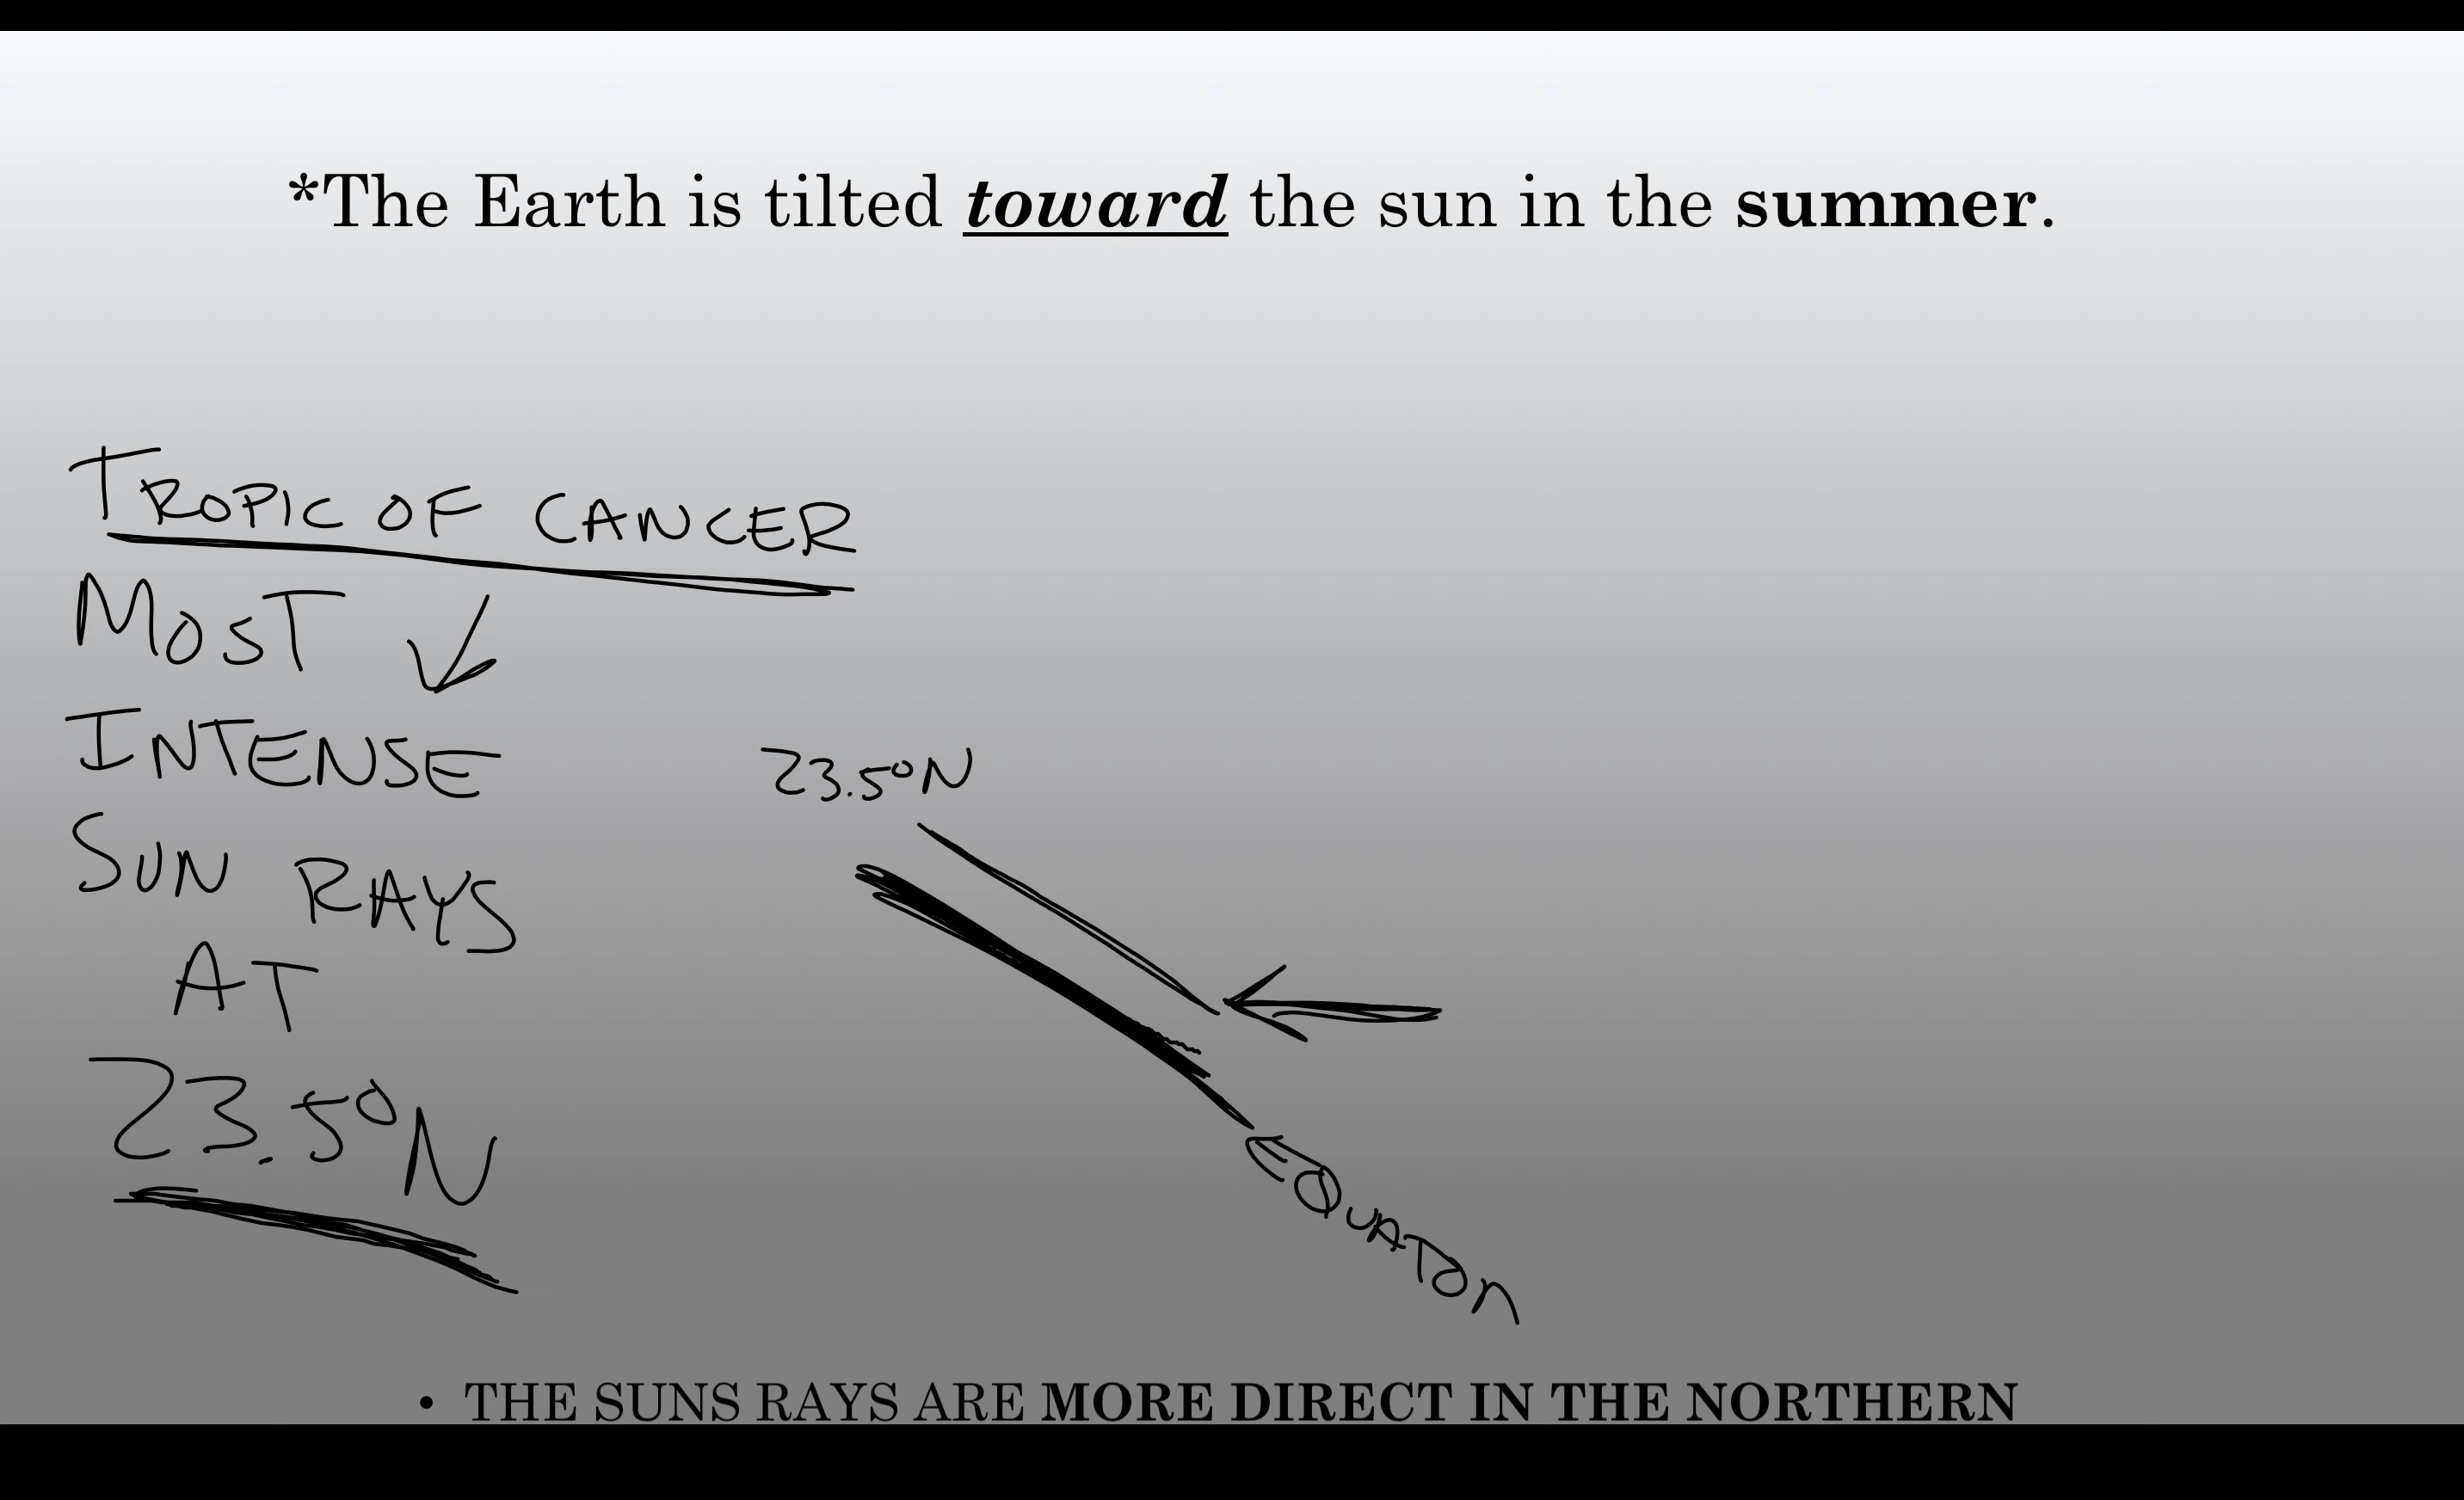 *The Earth is tilted toward the sun in the summer.
TROPIC OF CANCER
MOST
INTENSE
SUN RAYS
AT
23.5°N
23.5°N
EQUATOR
• THE SUNS RAYS ARE MORE DIRECT IN THE NORTHERN